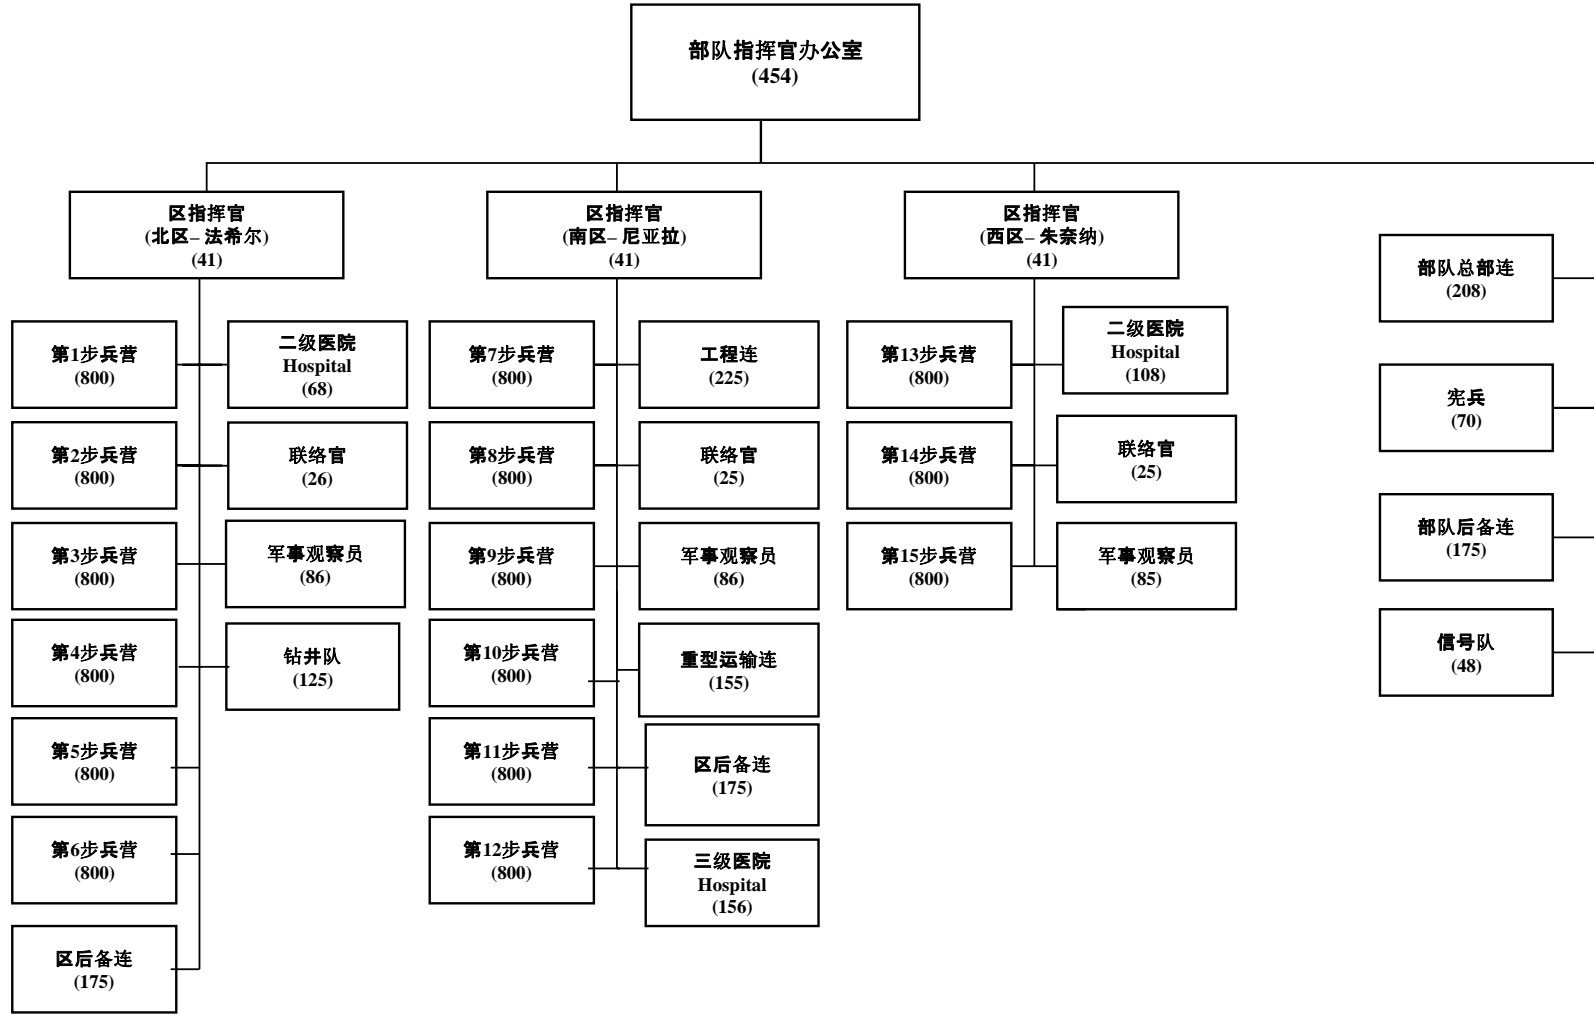 部队指挥官办公室
(454)
区指挥官
(北区– 法希尔)
(41)
区指挥官
(南区– 尼亚拉)
(41)
区指挥官
(西区– 朱奈纳)
(41)
第1步兵营
(800)
第2步兵营
(800)
第3步兵营
(800)
第4步兵营
(800)
第5步兵营
(800)
第6步兵营
(800)
区后备连
(175)
二级医院
Hospital
(68)
联络官
(26)
军事观察员
(86)
钻井队
(125)
第7步兵营
(800)
第8步兵营
(800)
第9步兵营
(800)
第10步兵营
(800)
第11步兵营
(800)
第12步兵营
(800)
工程连
(225)
联络官
(25)
军事观察员
(86)
重型运输连
(155)
区后备连
(175)
三级医院
Hospital
(156)
第13步兵营
(800)
第14步兵营
(800)
第15步兵营
(800)
二级医院
Hospital
(108)
联络官
(25)
军事观察员
(85)
部队总部连
(208)
宪兵
(70)
部队后备连
(175)
信号队
(48)